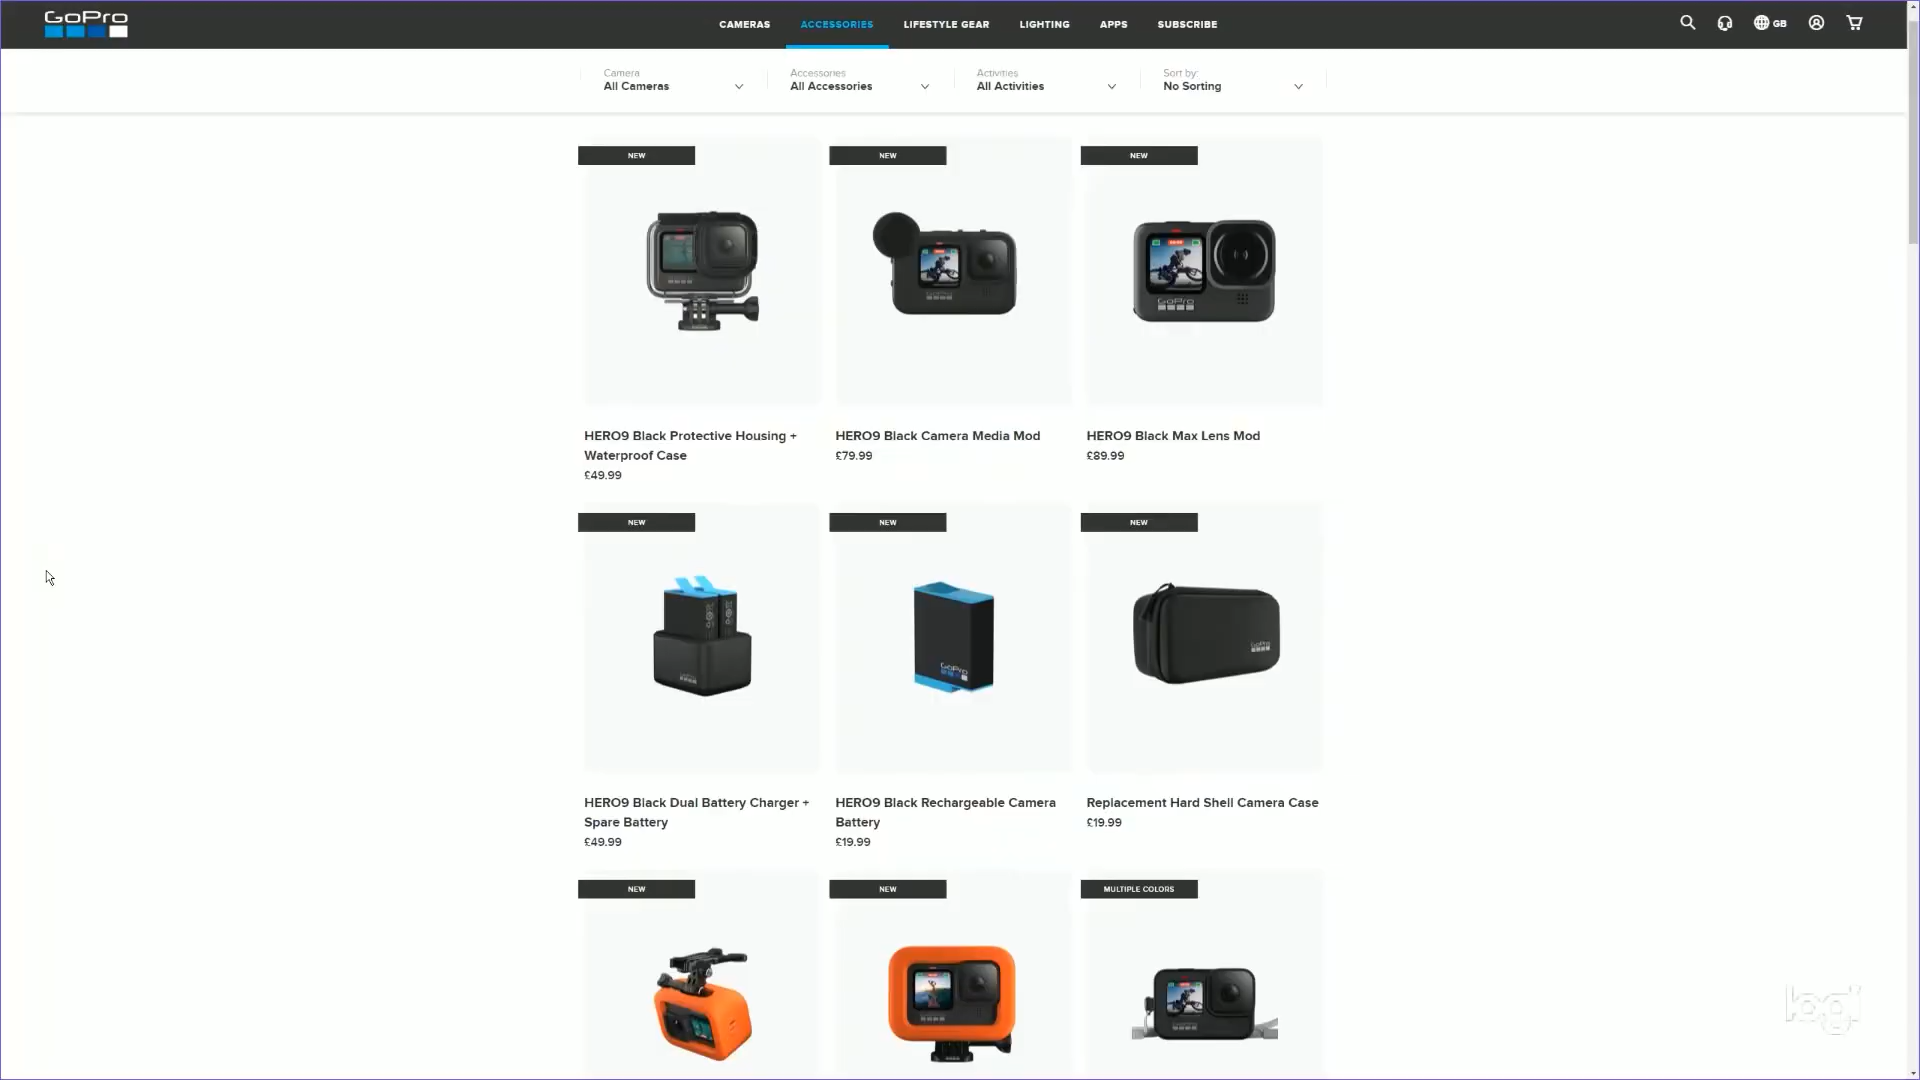 GoPro
CAMERAS
ACCESSORIES
LIFESTYLE GEAR
LIGHTING
APPS
SUBSCRIBE
GB
Camera
All Cameras
Accessories
All Accessories
Activities
All Activities
Sort by:
No Sorting
NEW
NEW
NEW
GoPro
HERO9 Black Protective Housing +
Waterproof Case
£49.99
HERO9 Black Camera Media Mod
£79.99
HERO9 Black Max Lens Mod
£89.99
NEW
NEW
NEW
GoPro
GoPro
HERO9 Black Dual Battery Charger +
Spare Battery
£49.99
HERO9 Black Rechargeable Camera
Battery
£19.99
Replacement Hard Shell Camera Case
£19.99
NEW
NEW
MULTIPLE COLORS
logi